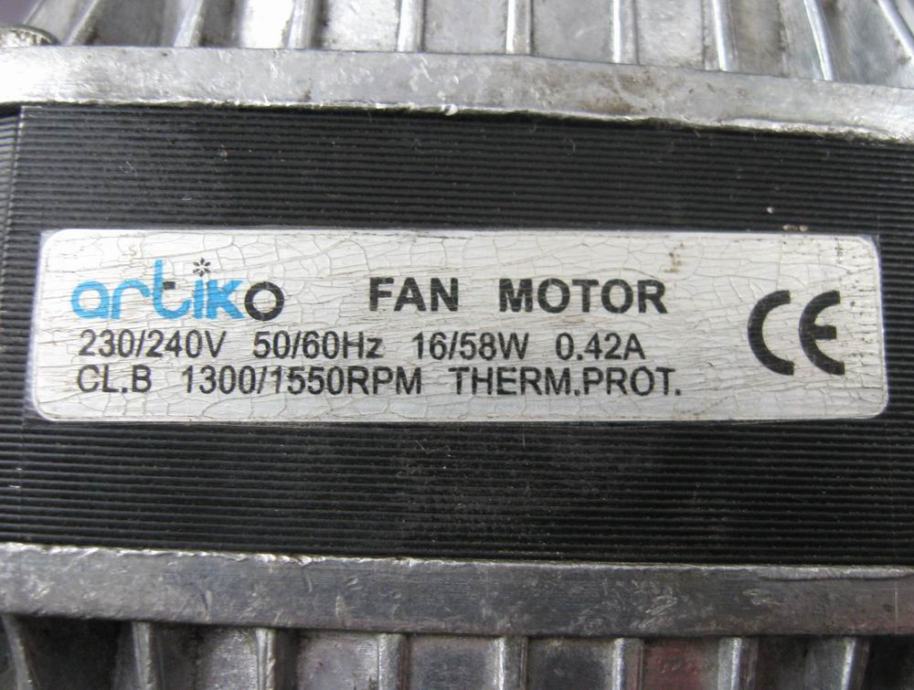 artiko FAN MOTOR CE
230/240V 50/60Hz 16/58W 0.42A
CL.B 1300/1550RPM THERM.PROT.